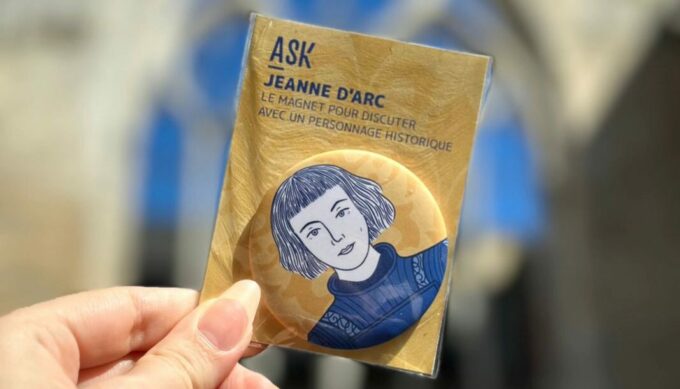 ASK
JEANNE D'ARC
LE MAGNET POUR DISCUTER
AVEC UN PERSONNAGE HISTORIQUE